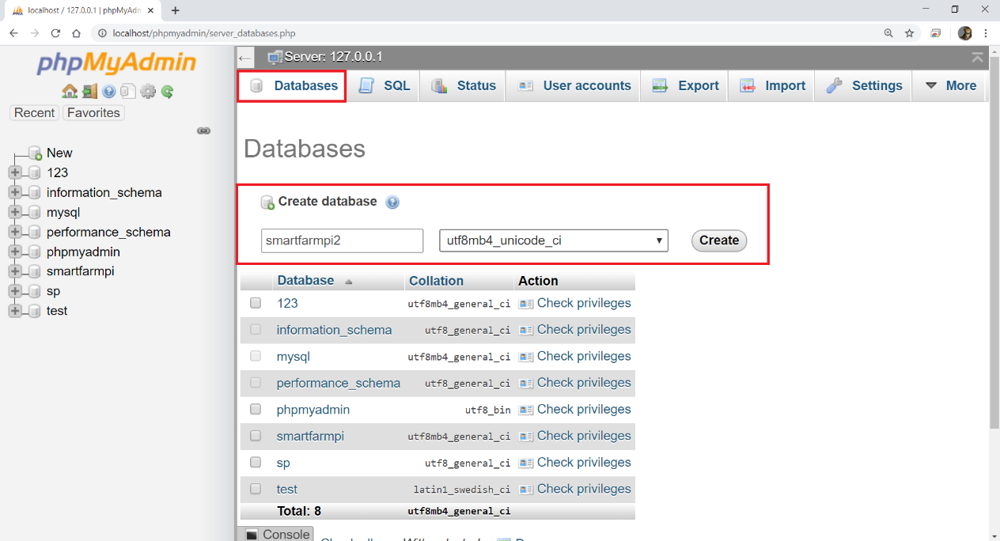 localhost / 127.0.0.1 | phpMyAdm
localhost/phpmyadmin/server_databases.php
phpMyAdmin
Recent Favorites
New
123
information_schema
mysql
performance_schema
phpmyadmin
smartfarmpi
sp
test
Server: 127.0.0.1
Databases SQL Status User accounts Export Import Settings More
Databases
Create database
smartfarmpi2 utf8mb4_unicode_ci Create
Database Collation Action
123 utf8mb4_general_ci Check privileges
information_schema utf8_general_ci Check privileges
mysql utf8mb4_general_ci Check privileges
performance_schema utf8_general_ci Check privileges
phpmyadmin utf8_bin Check privileges
smartfarmpi utf8mb4_general_ci Check privileges
sp utf8_general_ci Check privileges
test latin1_swedish_ci Check privileges
Total: 8 utf8mb4_general_ci
Console